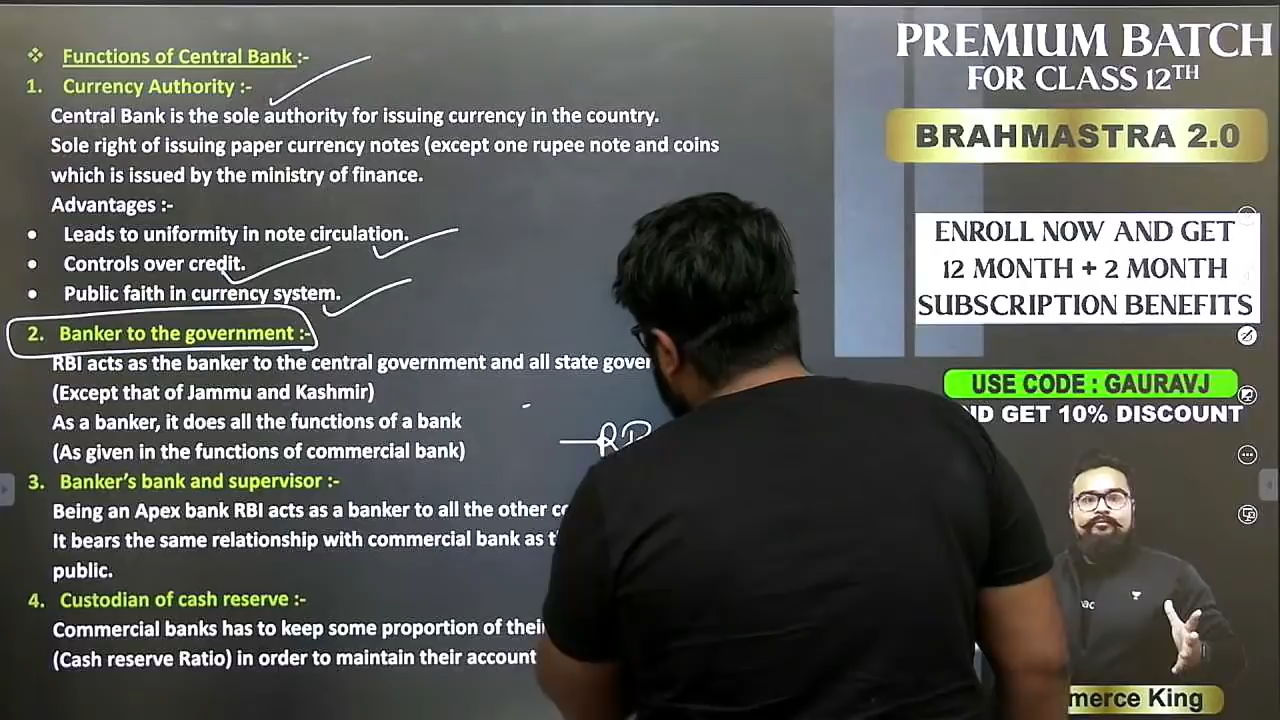 ❖ Functions of Central Bank :-
1. Currency Authority :-
Central Bank is the sole authority for issuing currency in the country.
Sole right of issuing paper currency notes (except one rupee note and coins
which is issued by the ministry of finance.
Advantages :-
• Leads to uniformity in note circulation.
• Controls over credit.
• Public faith in currency system.
2. Banker to the government :-
RBI acts as the banker to the central government and all state
(Except that of Jammu and Kashmir)
As a banker, it does all the functions of a bank
(As given in the functions of commercial bank)
3. Banker's bank and supervisor :-
Being an Apex bank RBI acts as a banker to all the other
It bears the same relationship with commercial bank as
public.
4. Custodian of cash reserve :-
Commercial banks has to keep some proportion of
(Cash reserve Ratio) in order to maintain their account
PREMIUM BATCH
FOR CLASS 12TH
BRAHMASTRA 2.0
ENROLL NOW AND GET
12 MONTH + 2 MONTH
SUBSCRIPTION BENEFITS
USE CODE : GAURAVJ
GET 10% DISCOUNT
King